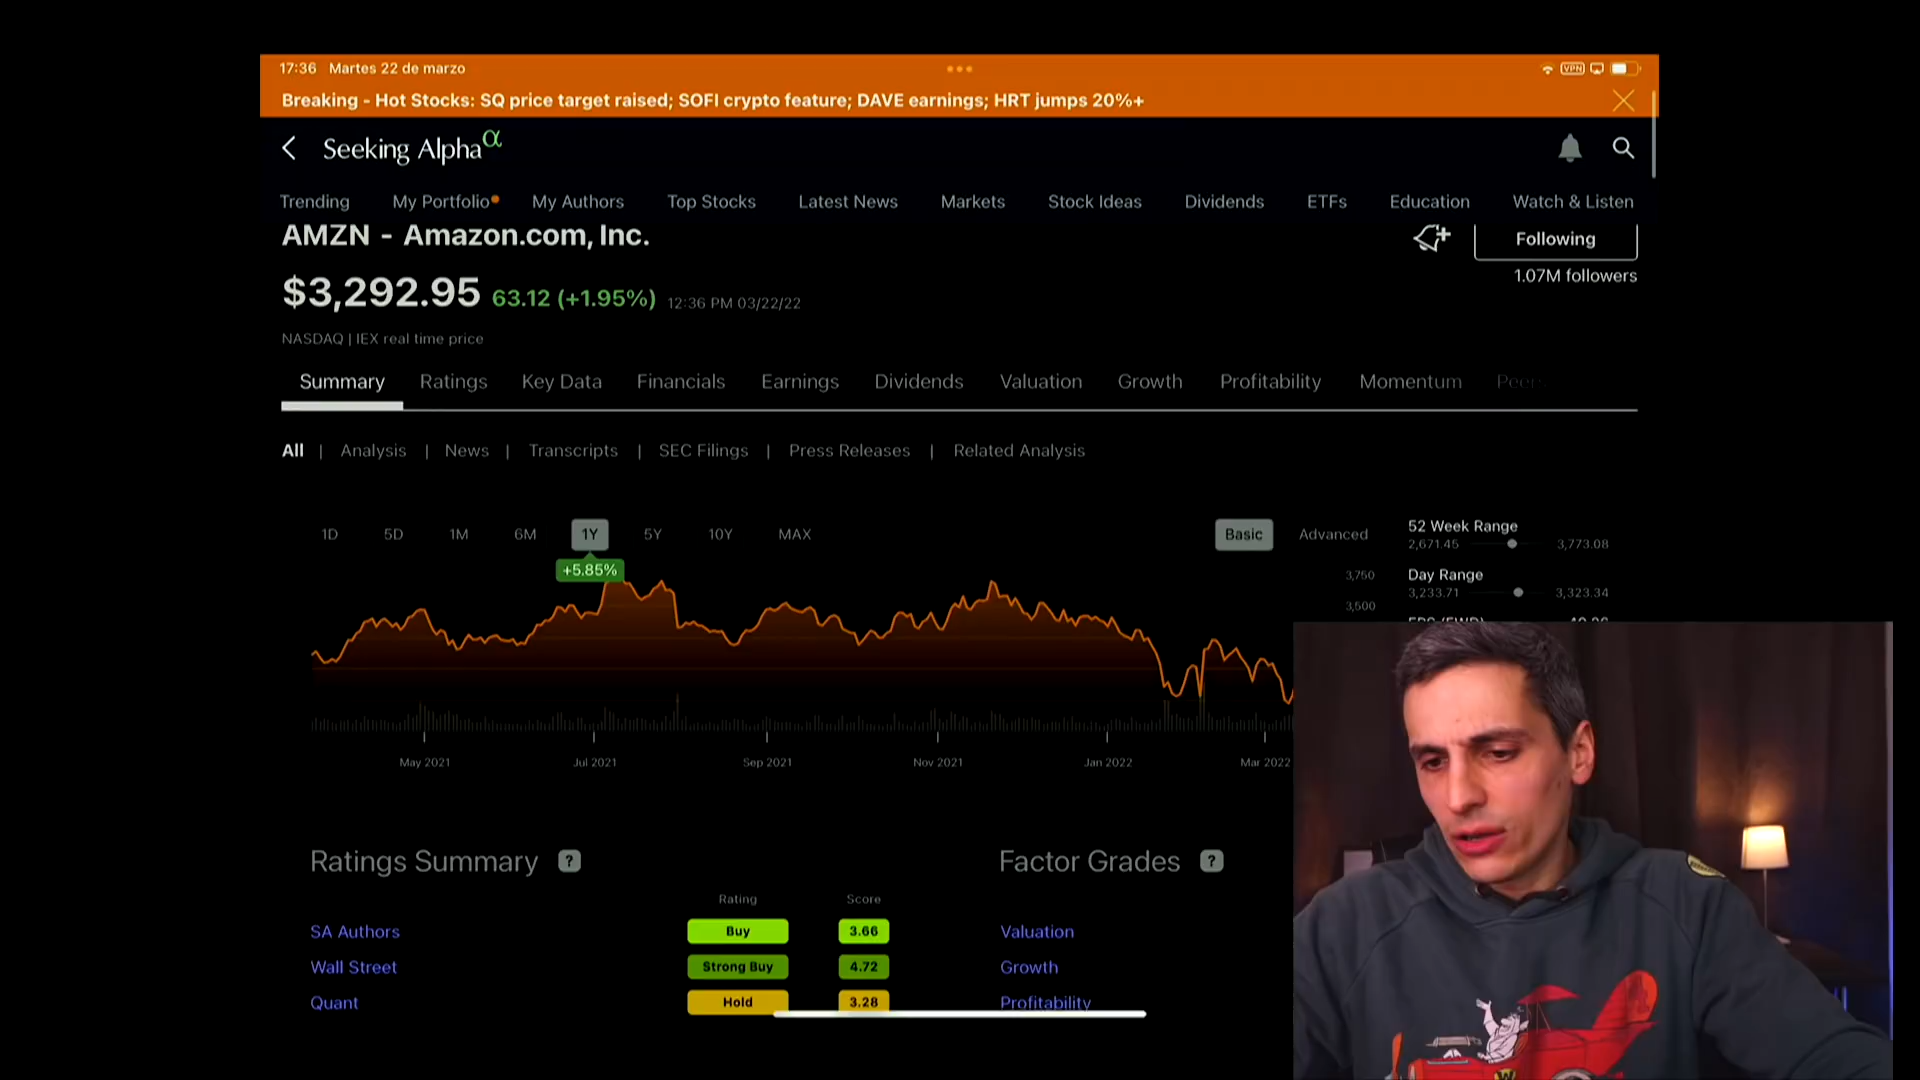 17:36 Martes 22 de marzo
VPN
Breaking - Hot Stocks: SQ price target raised; SOFI crypto feature; DAVE earnings; HRT jumps 20%+
Seeking Alpha α
Trending My Portfolio My Authors Top Stocks Latest News Markets Stock Ideas Dividends ETFs Education Watch & Listen
AMZN - Amazon.com, Inc.
Following
1.07M followers
$3,292.95 63.12 (+1.95%) 12:36 PM 03/22/22
NASDAQ | IEX real time price
Summary Ratings Key Data Financials Earnings Dividends Valuation Growth Profitability Momentum Peers
All | Analysis | News | Transcripts | SEC Filings | Press Releases | Related Analysis
1D 5D 1M 6M 1Y 5Y 10Y MAX
Basic Advanced
+5.85%
3,750
3,500
52 Week Range
2,671.45 3,773.08
Day Range
3,233.71 3,323.34
May 2021 Jul 2021 Sep 2021 Nov 2021 Jan 2022 Mar 2022
Ratings Summary ?
Rating Score
SA Authors Buy 3.66
Wall Street Strong Buy 4.72
Quant Hold 3.28
Factor Grades ?
Valuation
Growth
Profitability